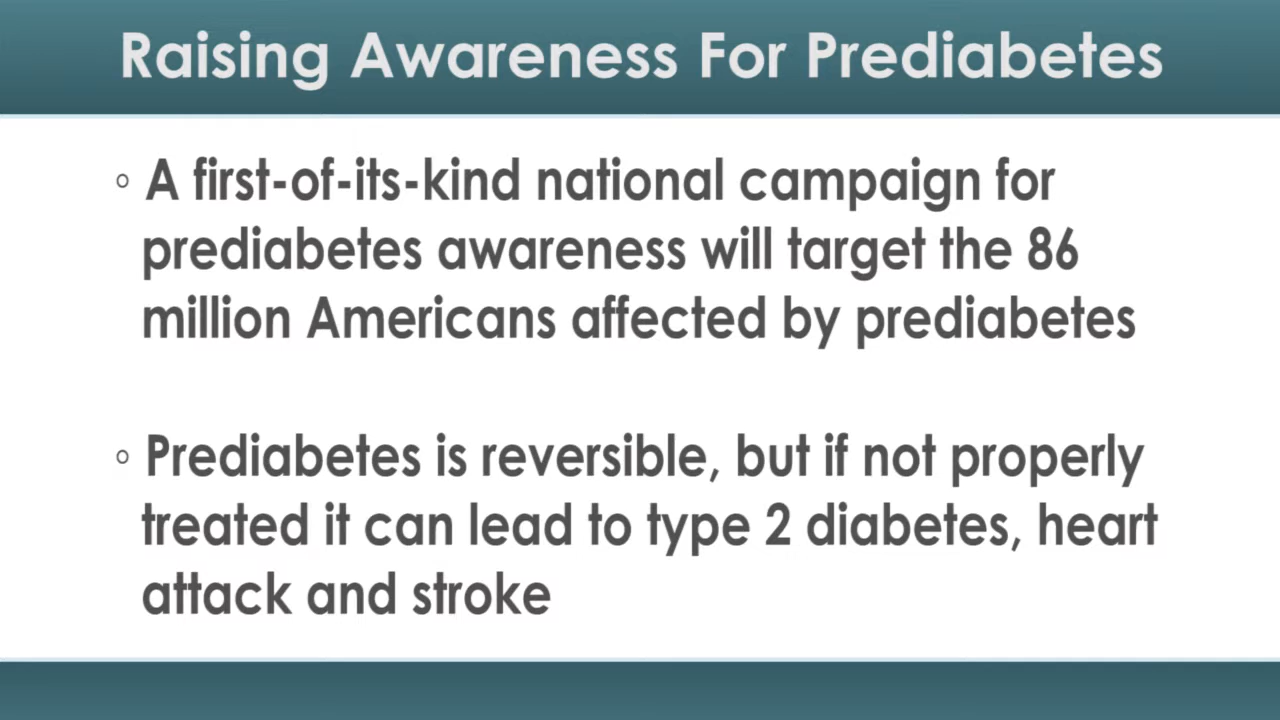 Raising Awareness For Prediabetes
◦ A first-of-its-kind national campaign for
prediabetes awareness will target the 86
million Americans affected by prediabetes
◦ Prediabetes is reversible, but if not properly
treated it can lead to type 2 diabetes, heart
attack and stroke